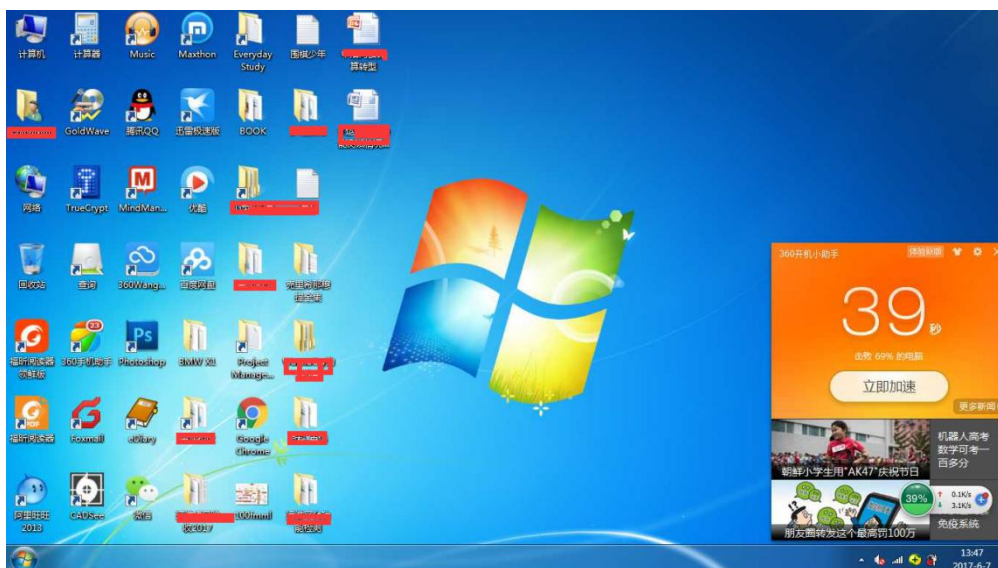 计算机
计算器
Music
Maxthon
Everyday
Study
围棋少年
算转型
GoldWave
腾讯QQ
迅雷极速版
BOOK
网络
TrueCrypt
MindMan...
优酷
回收站
查询
360Wang...
百度网盘
福昕阅读器
领鲜版
360手机助手
23
Photoshop
BMW X1
Project
Manage...
福昕阅读器
Foxmail
eDiary
Google
Chrome
阿里旺旺
2013
CADSee
微信
收2017
100fmml
360开机小助手
体验新版
39秒
击败 69% 的电脑
立即加速
更多新闻
朝鲜小学生用"AK47"庆祝节日
机器人高考
数学可考一
百多分
朋友圈转发这个最高罚100万
39%
0.1K/s
3.1K/s
免疫系统
13:47
2017-6-7